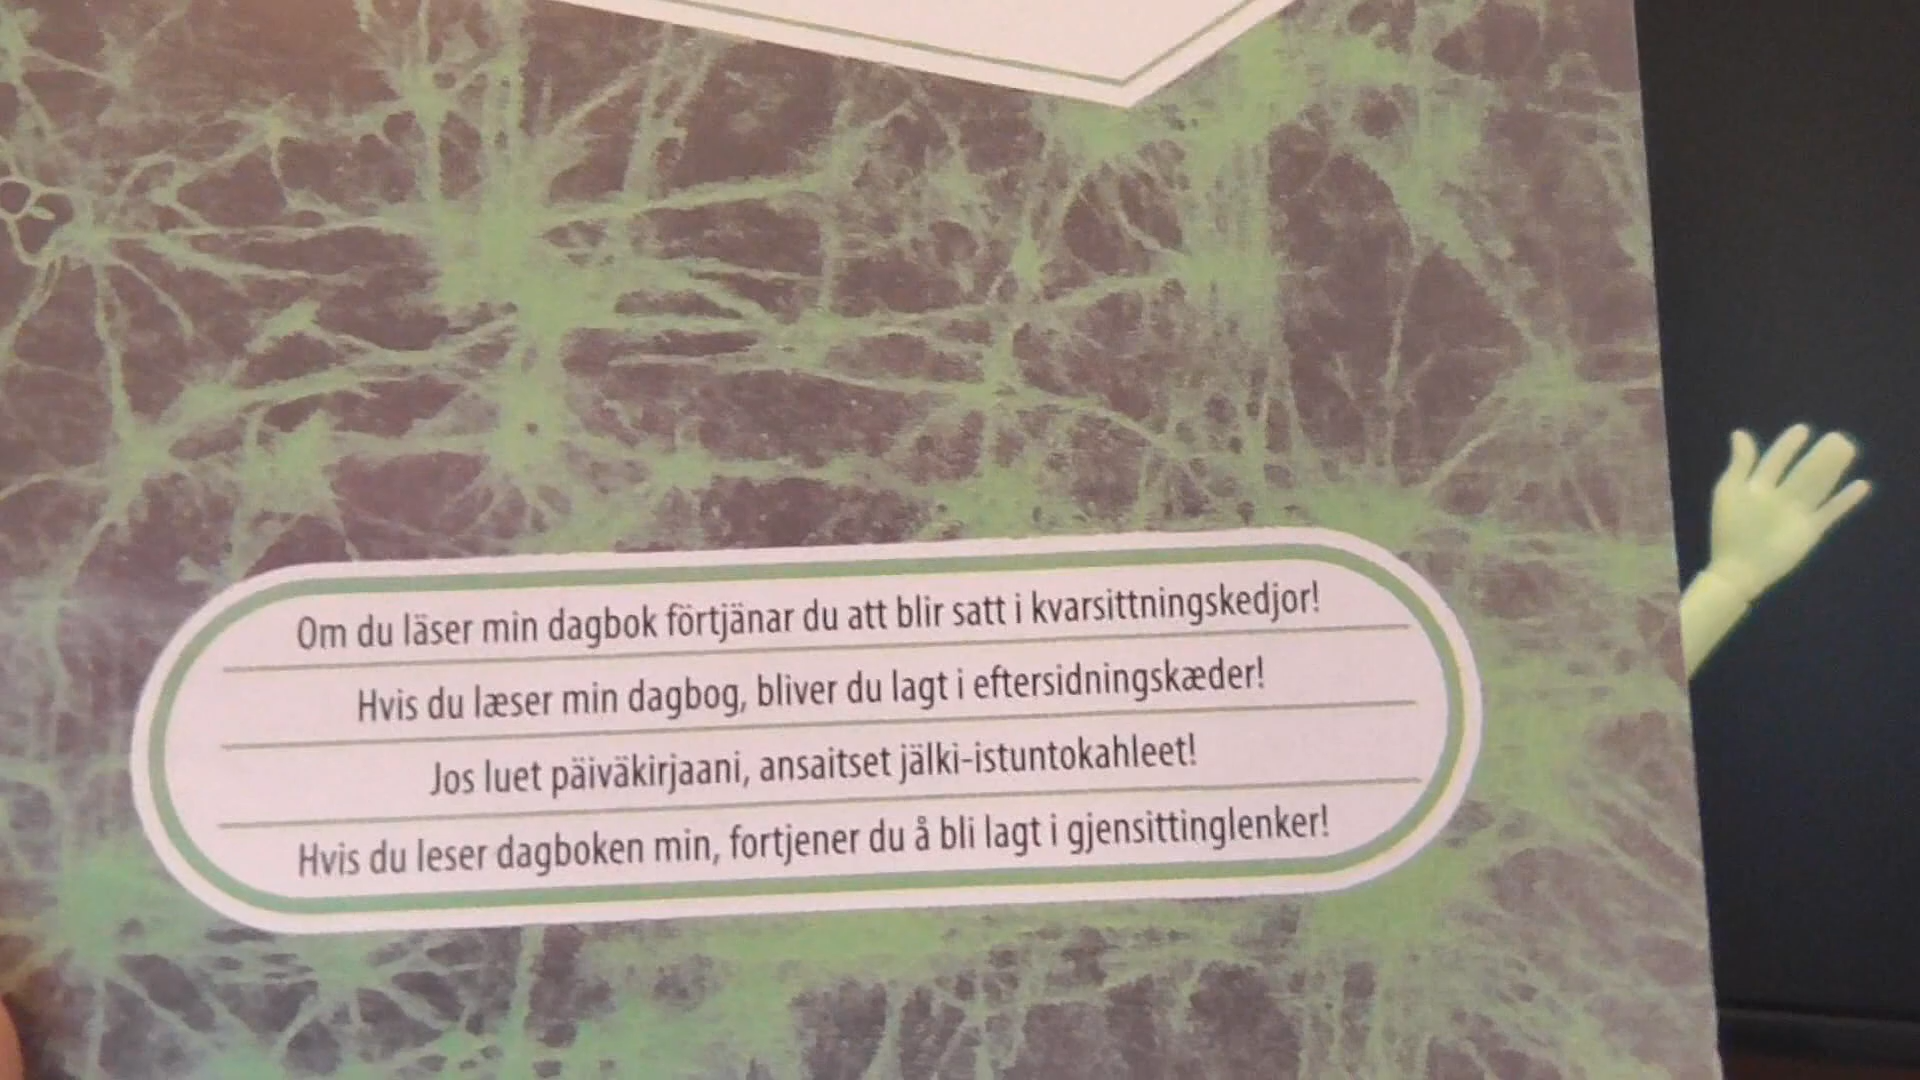 Om du läser min dagbok förtjänar du att blir satt i kvarsittningskedjor!
Hvis du læser min dagbog, bliver du lagt i eftersidningskæder!
Jos luet päiväkirjaani, ansaitset jälki-istuntokahleet!
Hvis du leser dagboken min, fortjener du å bli lagt i gjensittinglenker!